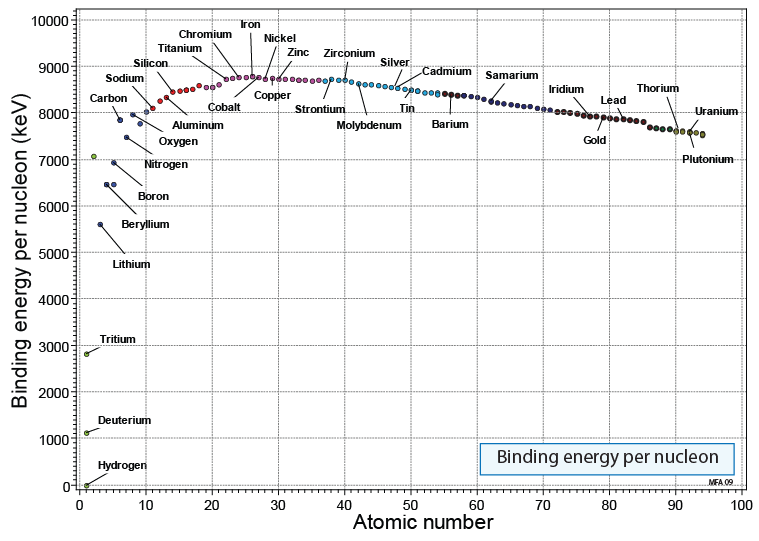 Binding energy per nucleon (keV)
10000
9000
8000
7000
6000
5000
4000
3000
2000
1000
0
Iron
Chromium
Nickel
Titanium
Zinc
Zirconium
Silicon
Silver
Cadmium
Sodium
Samarium
Carbon
Cobalt
Copper
Strontium
Tin
Iridium
Lead
Thorium
Uranium
Aluminum
Molybdenum
Barium
Oxygen
Gold
Nitrogen
Plutonium
Boron
Beryllium
Lithium
Tritium
Deuterium
Hydrogen
Binding energy per nucleon
MFA 09
0 10 20 30 40 50 60 70 80 90 100
Atomic number